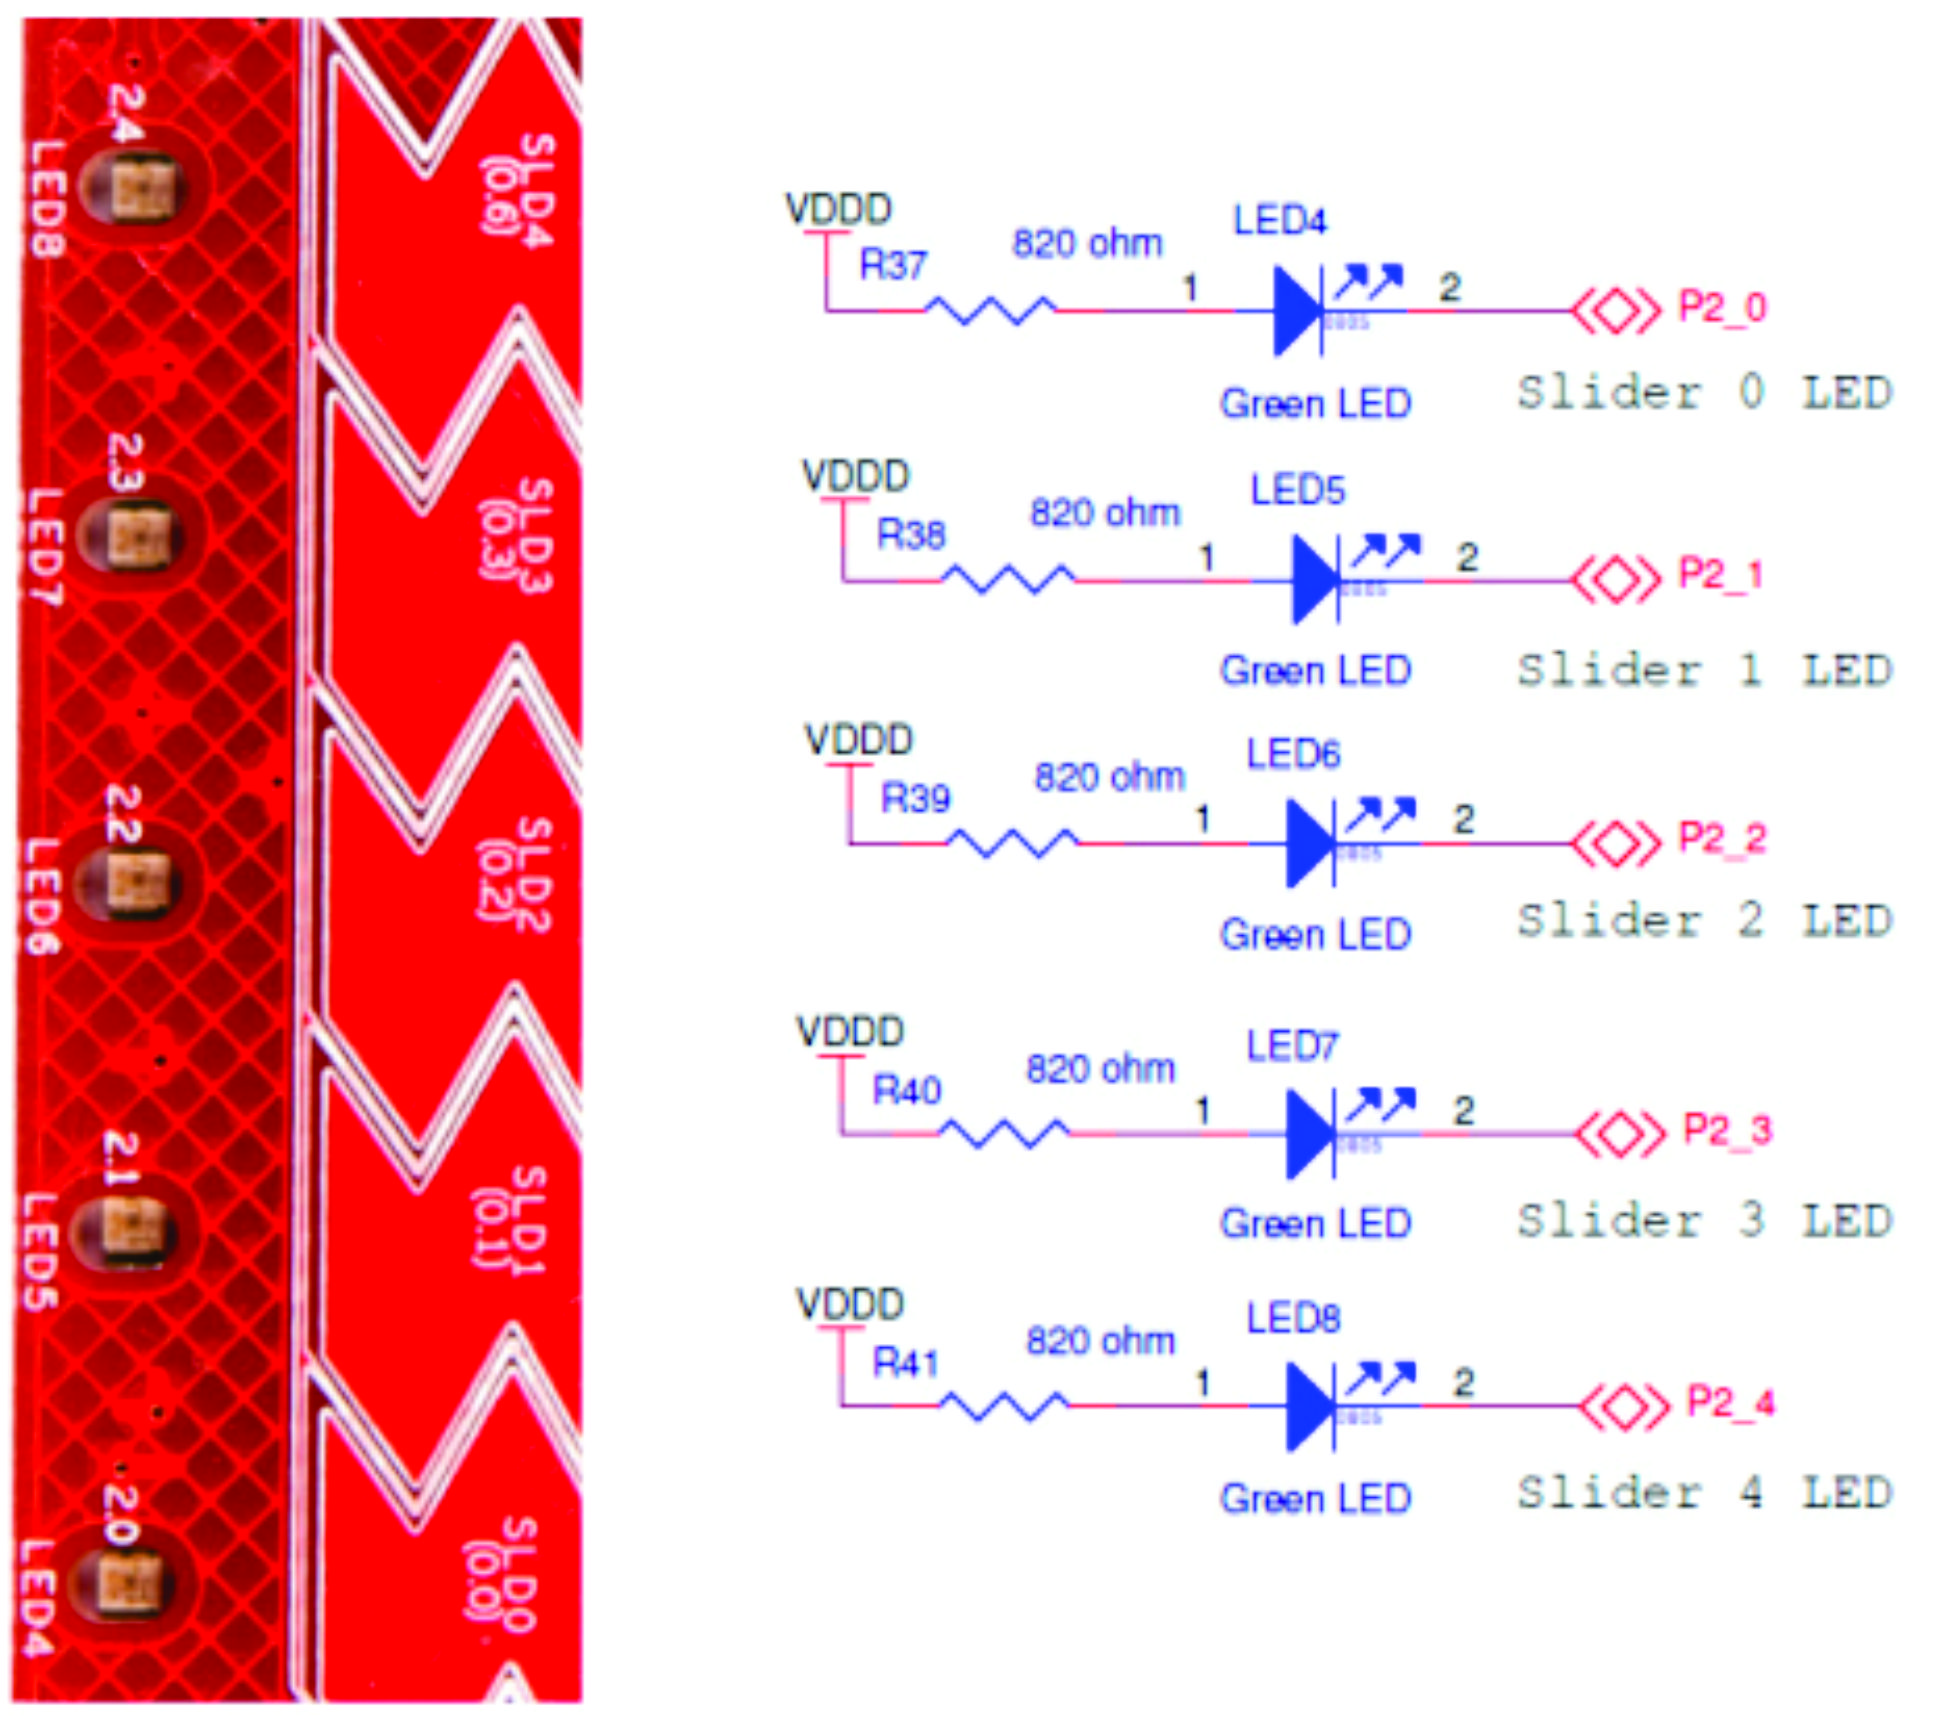 2.4
LED8
SLD4
(0.6)
2.3
LED7
SLD3
(0.3)
2.2
LED6
SLD2
(0.2)
2.1
LED5
SLD1
(0.1)
2.0
LED4
SLD0
(0.0)
VDDD
R37
820 ohm
1
LED4
0805
2
P2_0
Green LED
Slider 0 LED
VDDD
R38
820 ohm
1
LED5
0805
2
P2_1
Green LED
Slider 1 LED
VDDD
R39
820 ohm
1
LED6
0805
2
P2_2
Green LED
Slider 2 LED
VDDD
R40
820 ohm
1
LED7
0805
2
P2_3
Green LED
Slider 3 LED
VDDD
R41
820 ohm
1
LED8
0805
2
P2_4
Green LED
Slider 4 LED